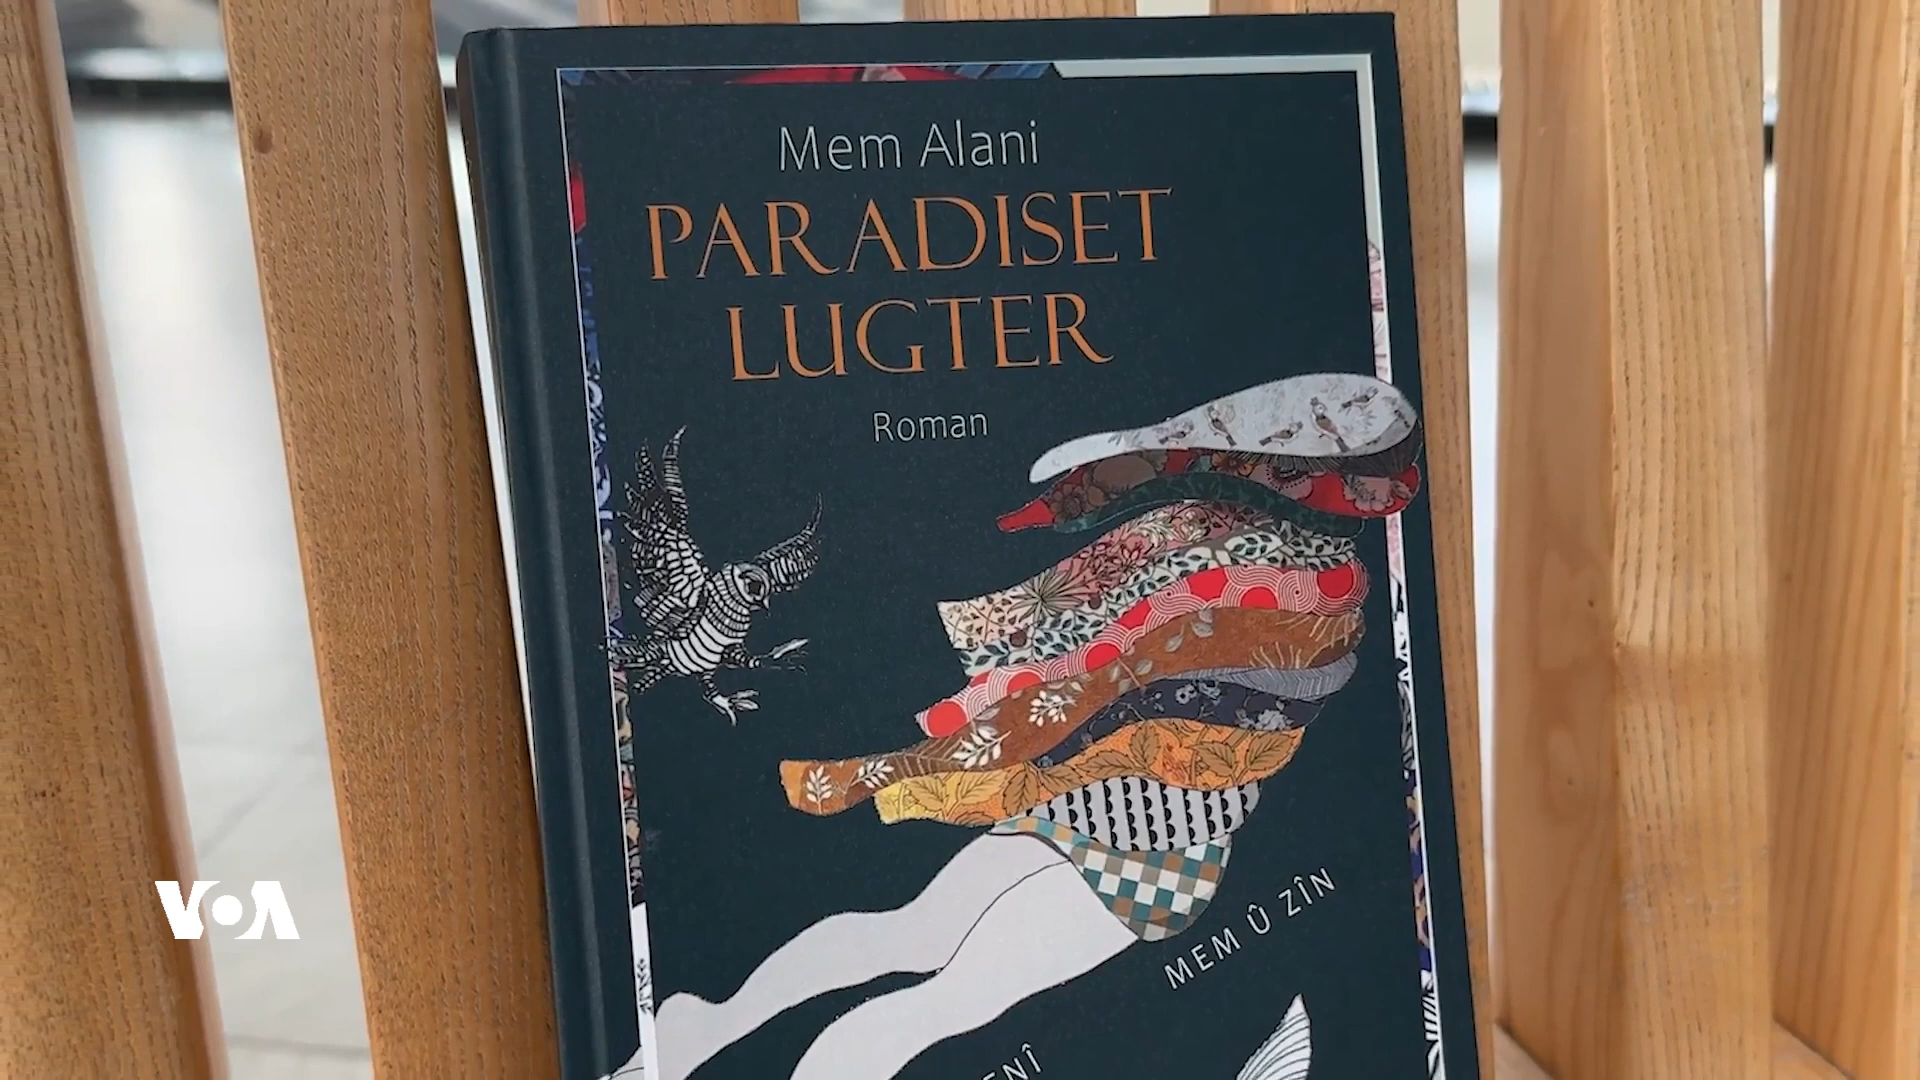 Mem Alani
PARADISET
LUGTER
Roman
MEM Û ZÎN
VOA